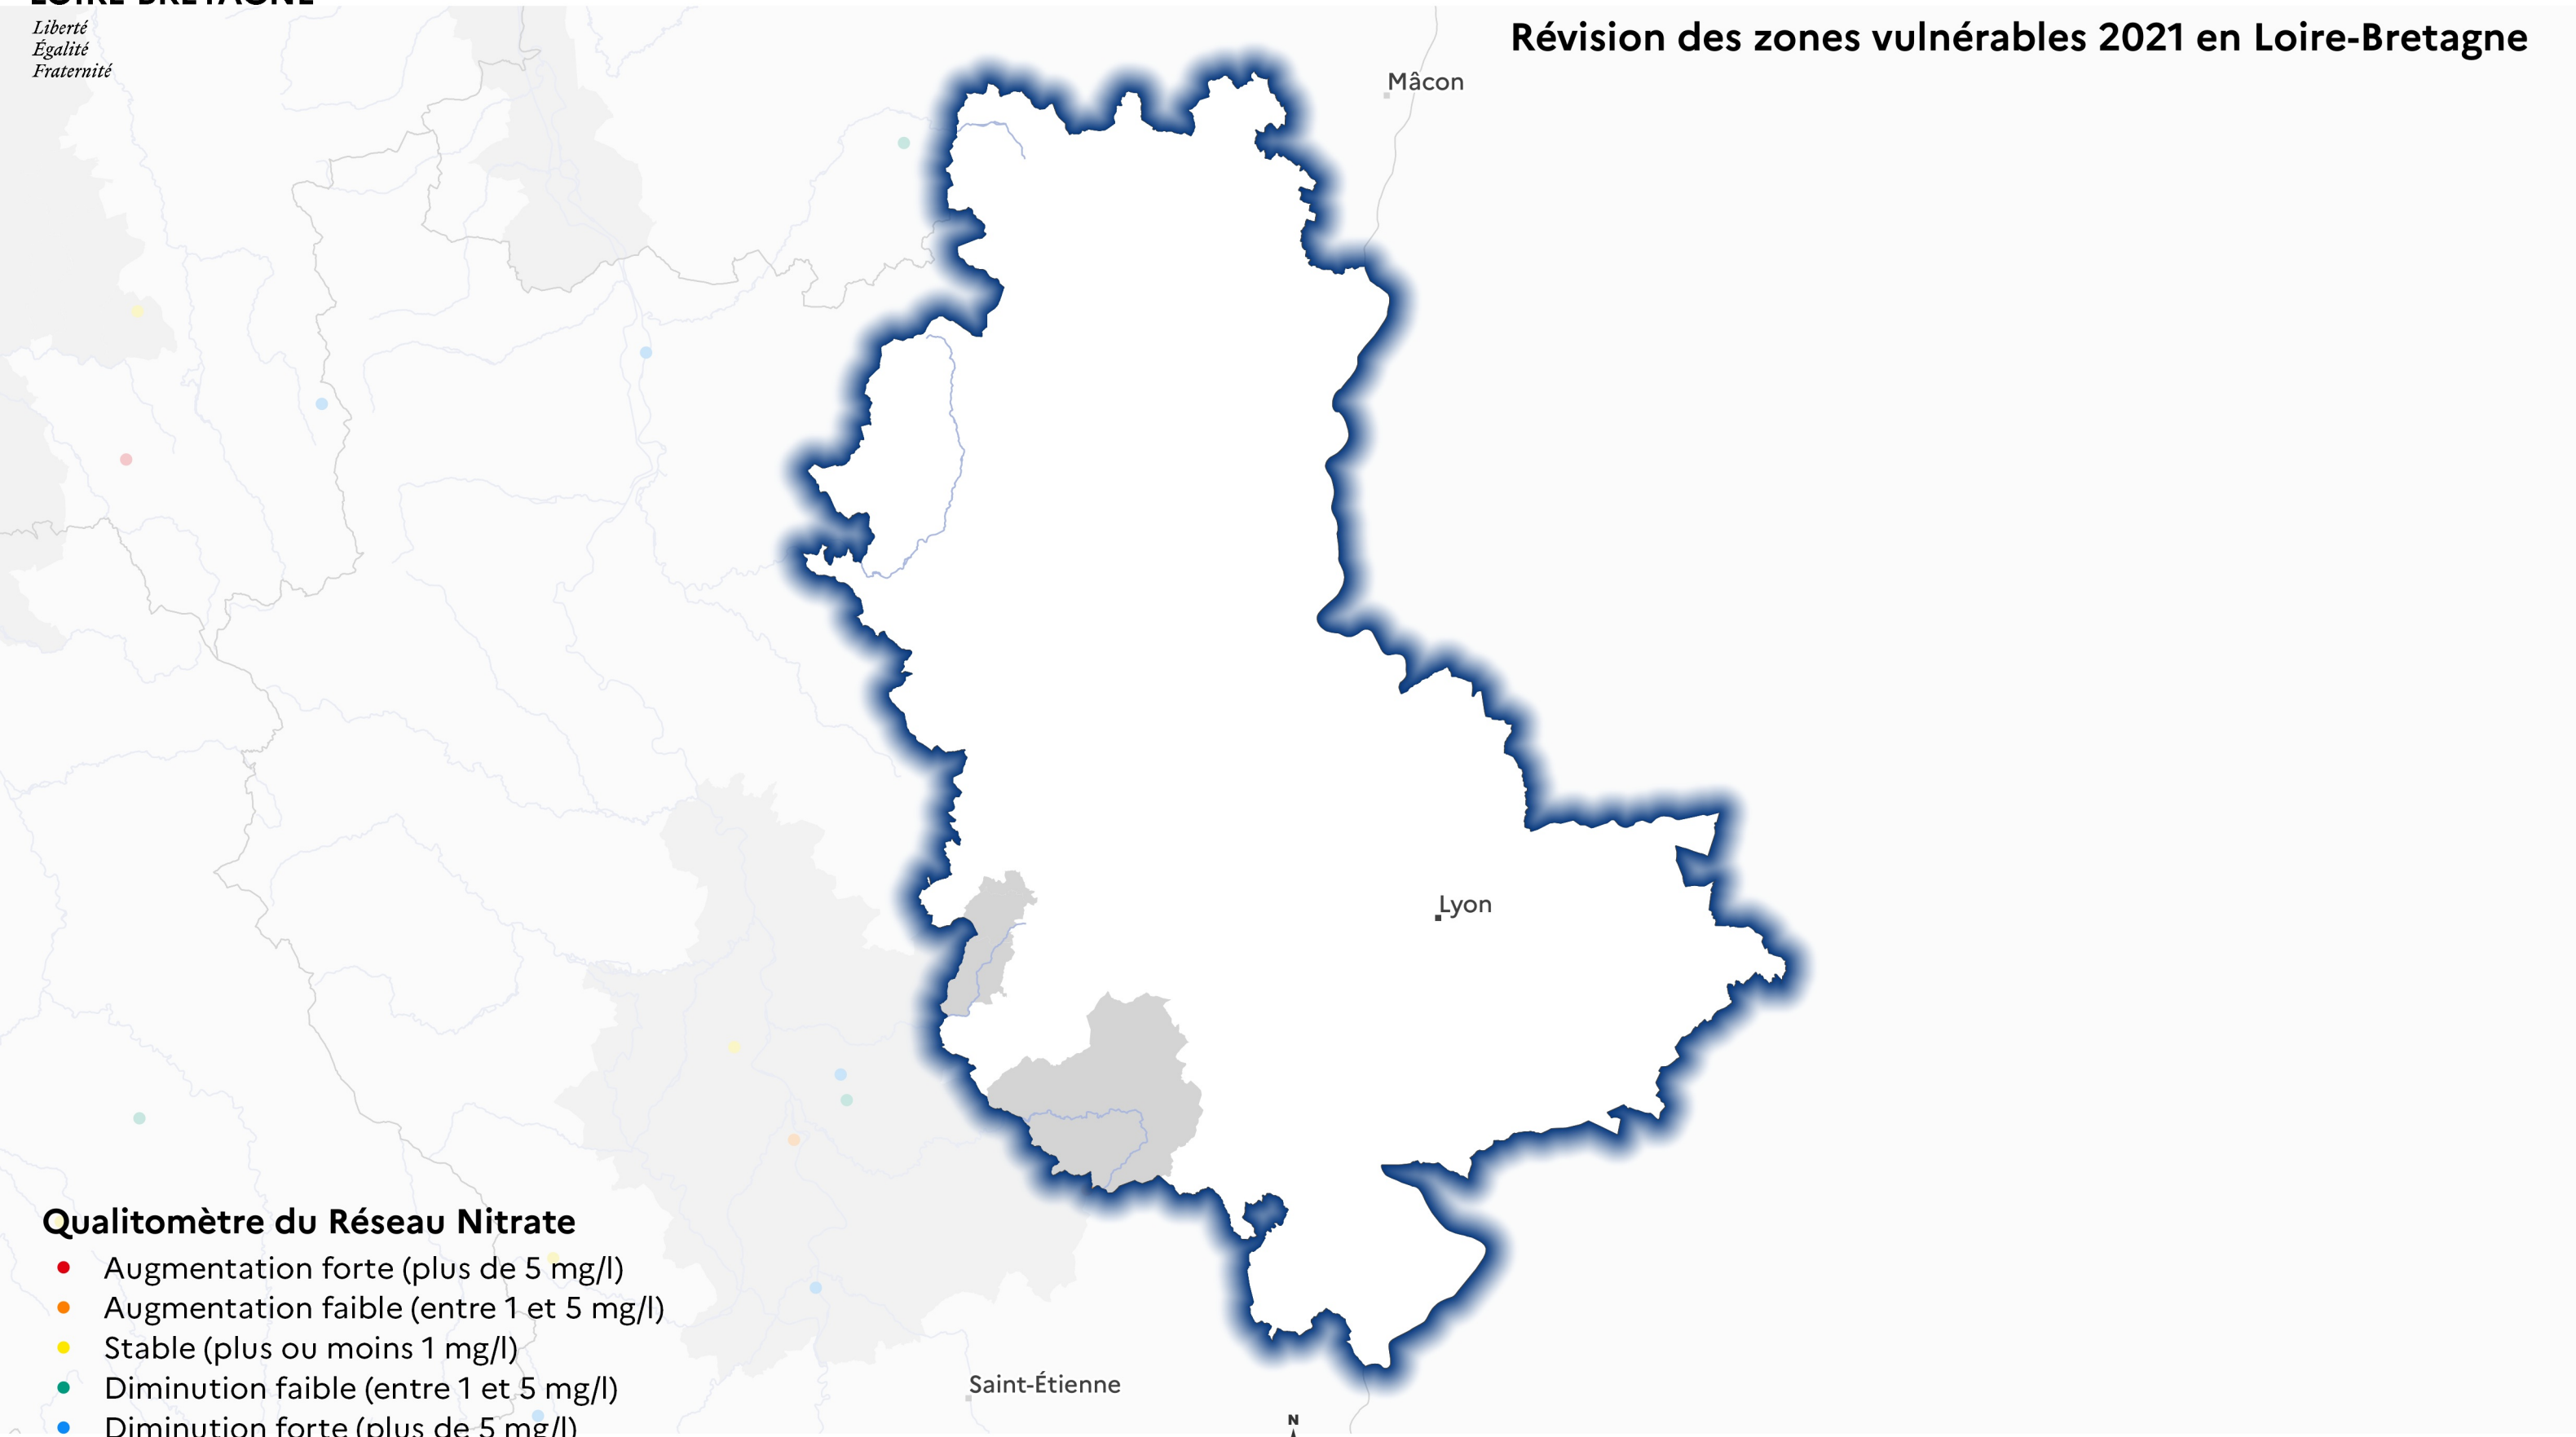 LOIRE-BRETAGNE
Liberté
Égalité
Fraternité
Révision des zones vulnérables 2021 en Loire-Bretagne
Mâcon
Lyon
Saint-Étienne
N
Qualitomètre du Réseau Nitrate
Augmentation forte (plus de 5 mg/l)
Augmentation faible (entre 1 et 5 mg/l)
Stable (plus ou moins 1 mg/l)
Diminution faible (entre 1 et 5 mg/l)
Diminution forte (plus de 5 mg/l)